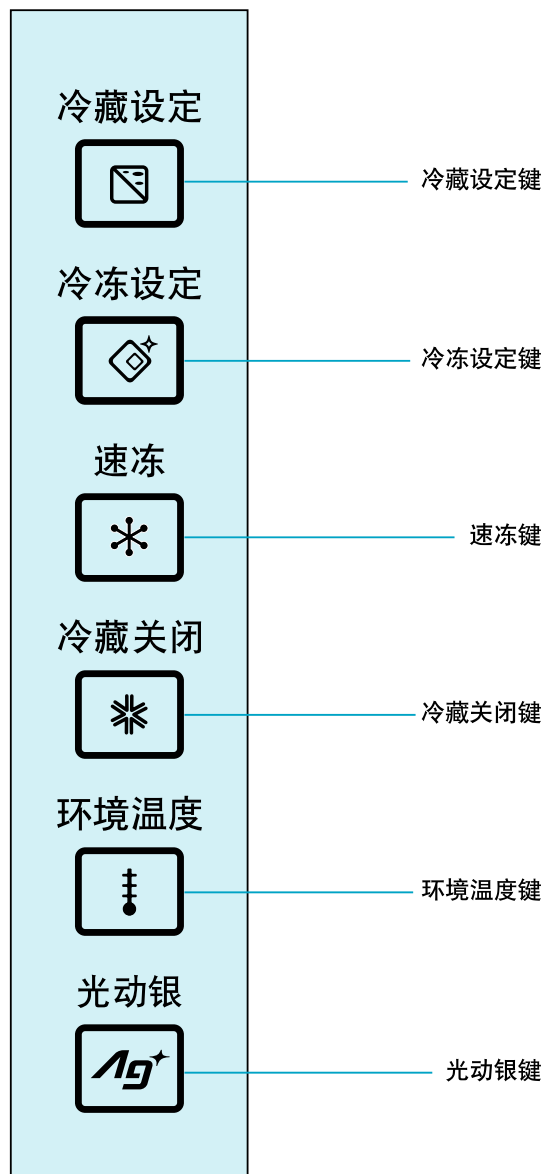 冷藏设定
冷藏设定键
冷冻设定
冷冻设定键
速冻
速冻键
冷藏关闭
冷藏关闭键
环境温度
环境温度键
光动银
Ag
光动银键